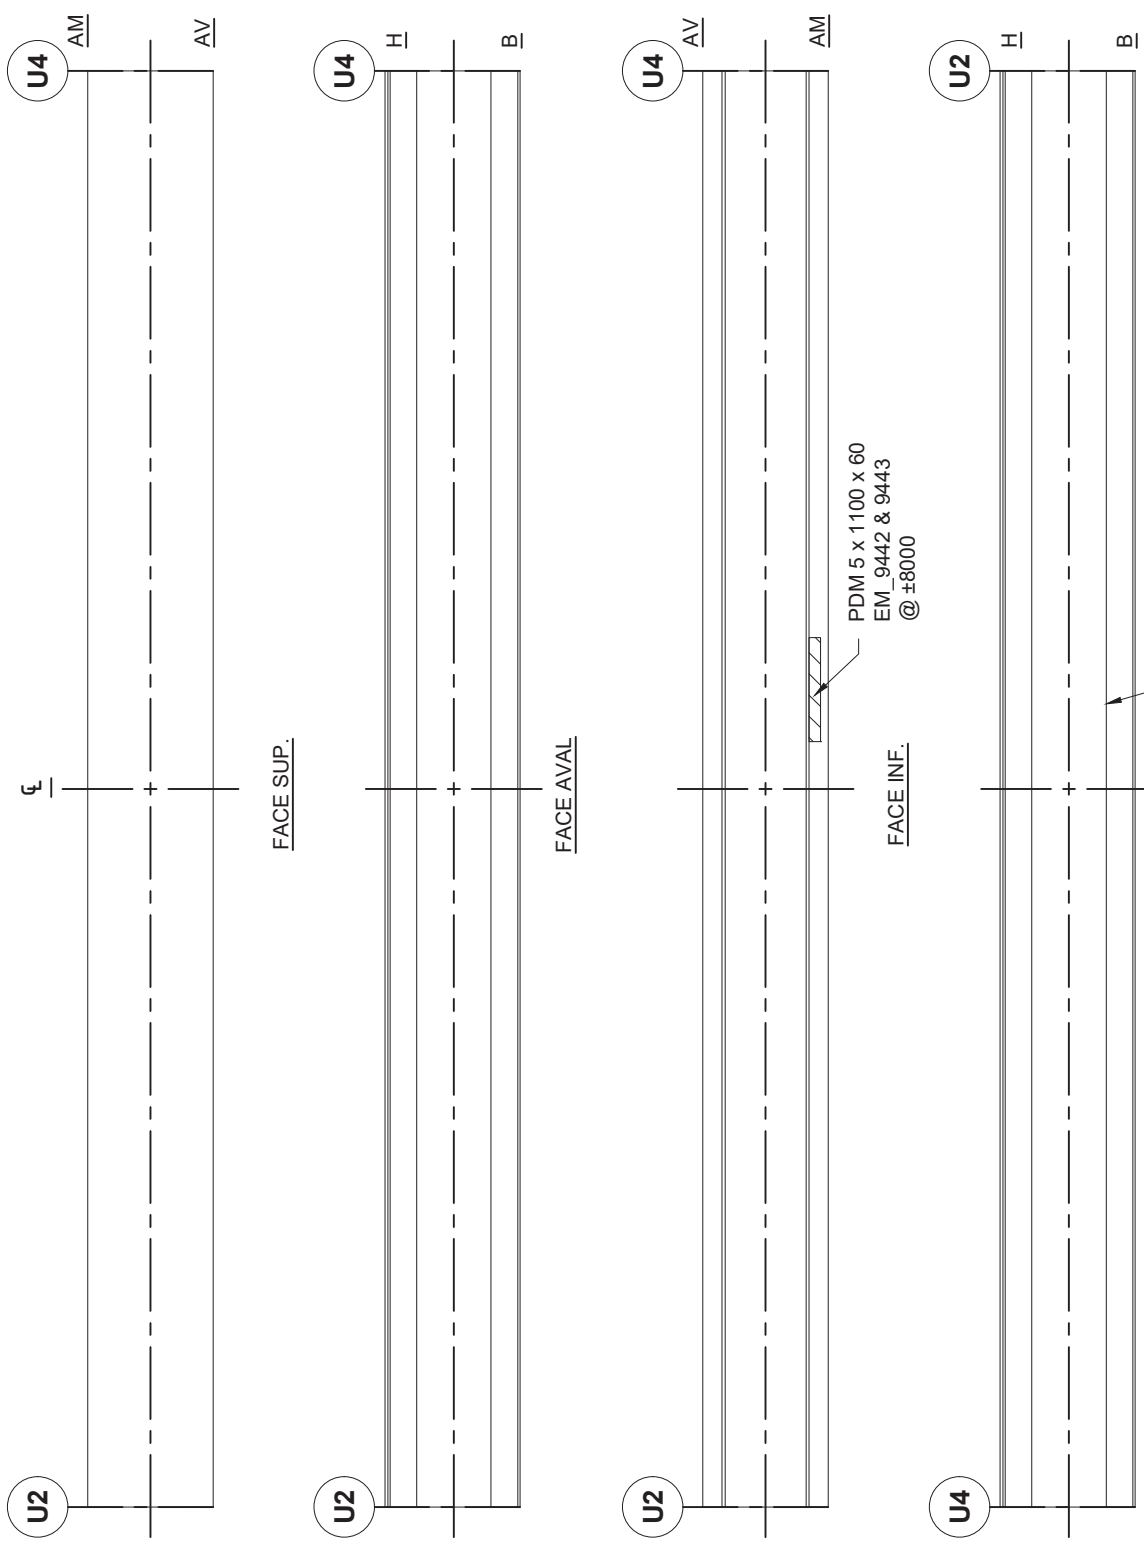 U2
℄
U4
AM
AV
FACE SUP.
U2
U4
H
B
FACE AVAL
U2
U4
AV
AM
PDM 5 x 1100 x 60
EM_9442 & 9443
@ ±8000
FACE INF.
U4
U2
H
B